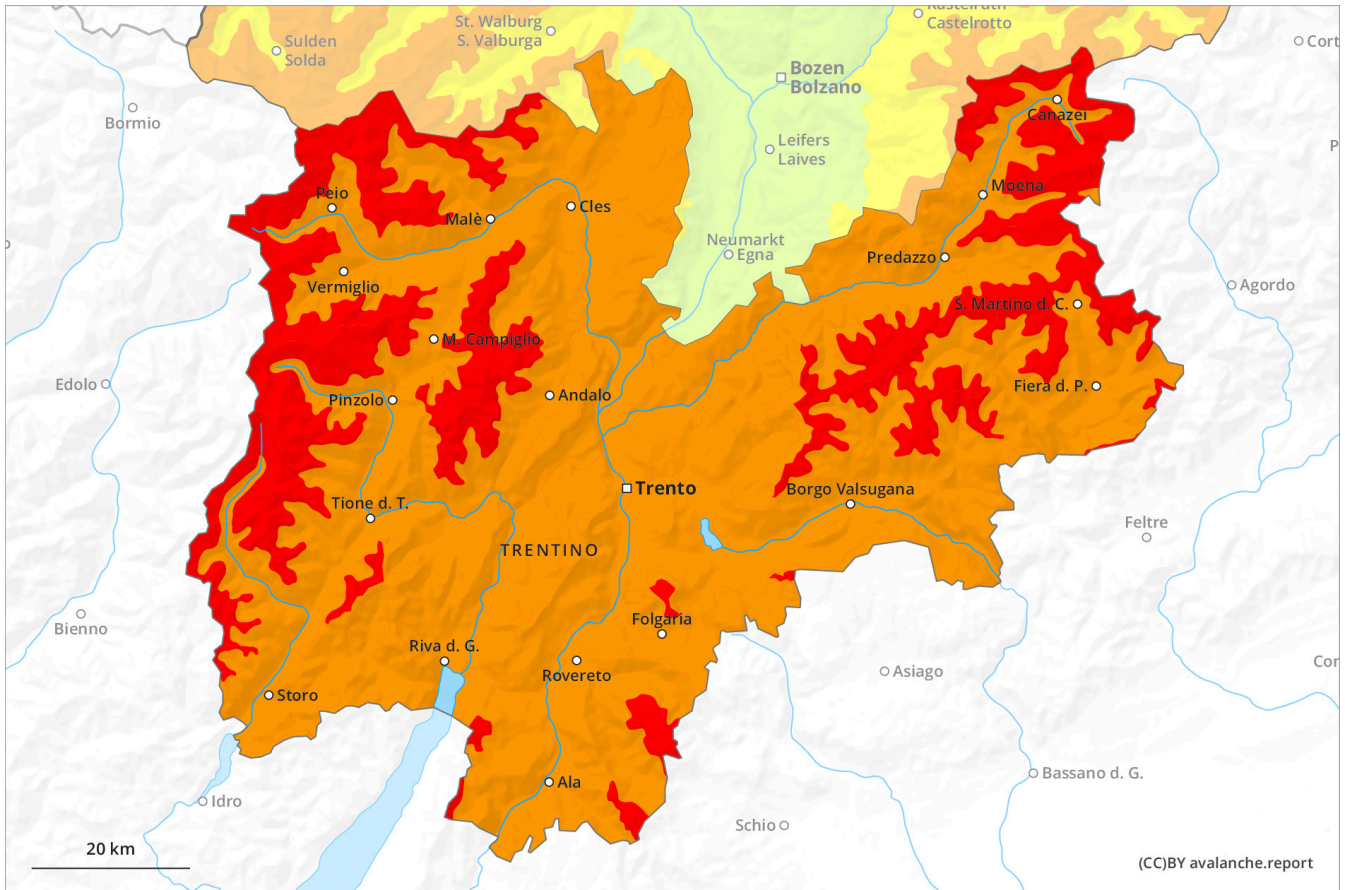 St. Walburg
S. Valburga
Kastelruth
Castelrotto
Sulden
Solda
Cort
Bozen
Bolzano
Bormio
Canazei
Leifers
Laives
P
Peio
Moena
Malè
Cles
Neumarkt
Egna
Predazzo
Vermiglio
Agordo
S. Martino d. C.
M. Campiglio
Edolo
Pinzolo
Andalo
Fiera d. P.
Trento
Borgo Valsugana
Tione d. T.
Feltre
TRENTINO
Bienno
Folgaria
Riva d. G.
Rovereto
Asiago
Cor
Storo
Ala
Bassano d. G.
Idro
Schio
20 km
(CC)BY avalanche.report